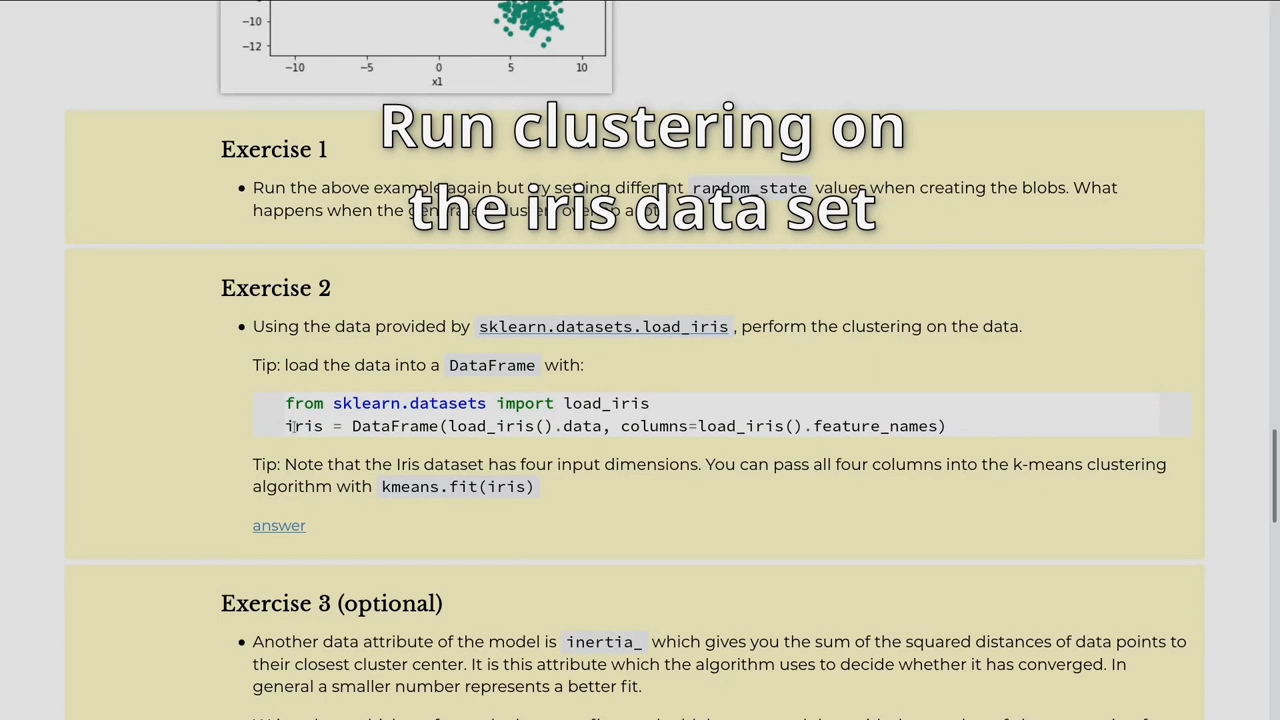 −10
−12
−10 −5 0 5 10
x1
Run clustering on
the iris data set
Exercise 1
• Run the above example again but try setting different random_state values when creating the blobs. What
happens when the
Exercise 2
• Using the data provided by sklearn.datasets.load_iris, perform the clustering on the data.
Tip: load the data into a DataFrame with:
from sklearn.datasets import load_iris
iris = DataFrame(load_iris().data, columns=load_iris().feature_names)
Tip: Note that the Iris dataset has four input dimensions. You can pass all four columns into the k-means clustering
algorithm with kmeans.fit(iris)
answer
Exercise 3 (optional)
• Another data attribute of the model is inertia_ which gives you the sum of the squared distances of data points to
their closest cluster center. It is this attribute which the algorithm uses to decide whether it has converged. In
general a smaller number represents a better fit.